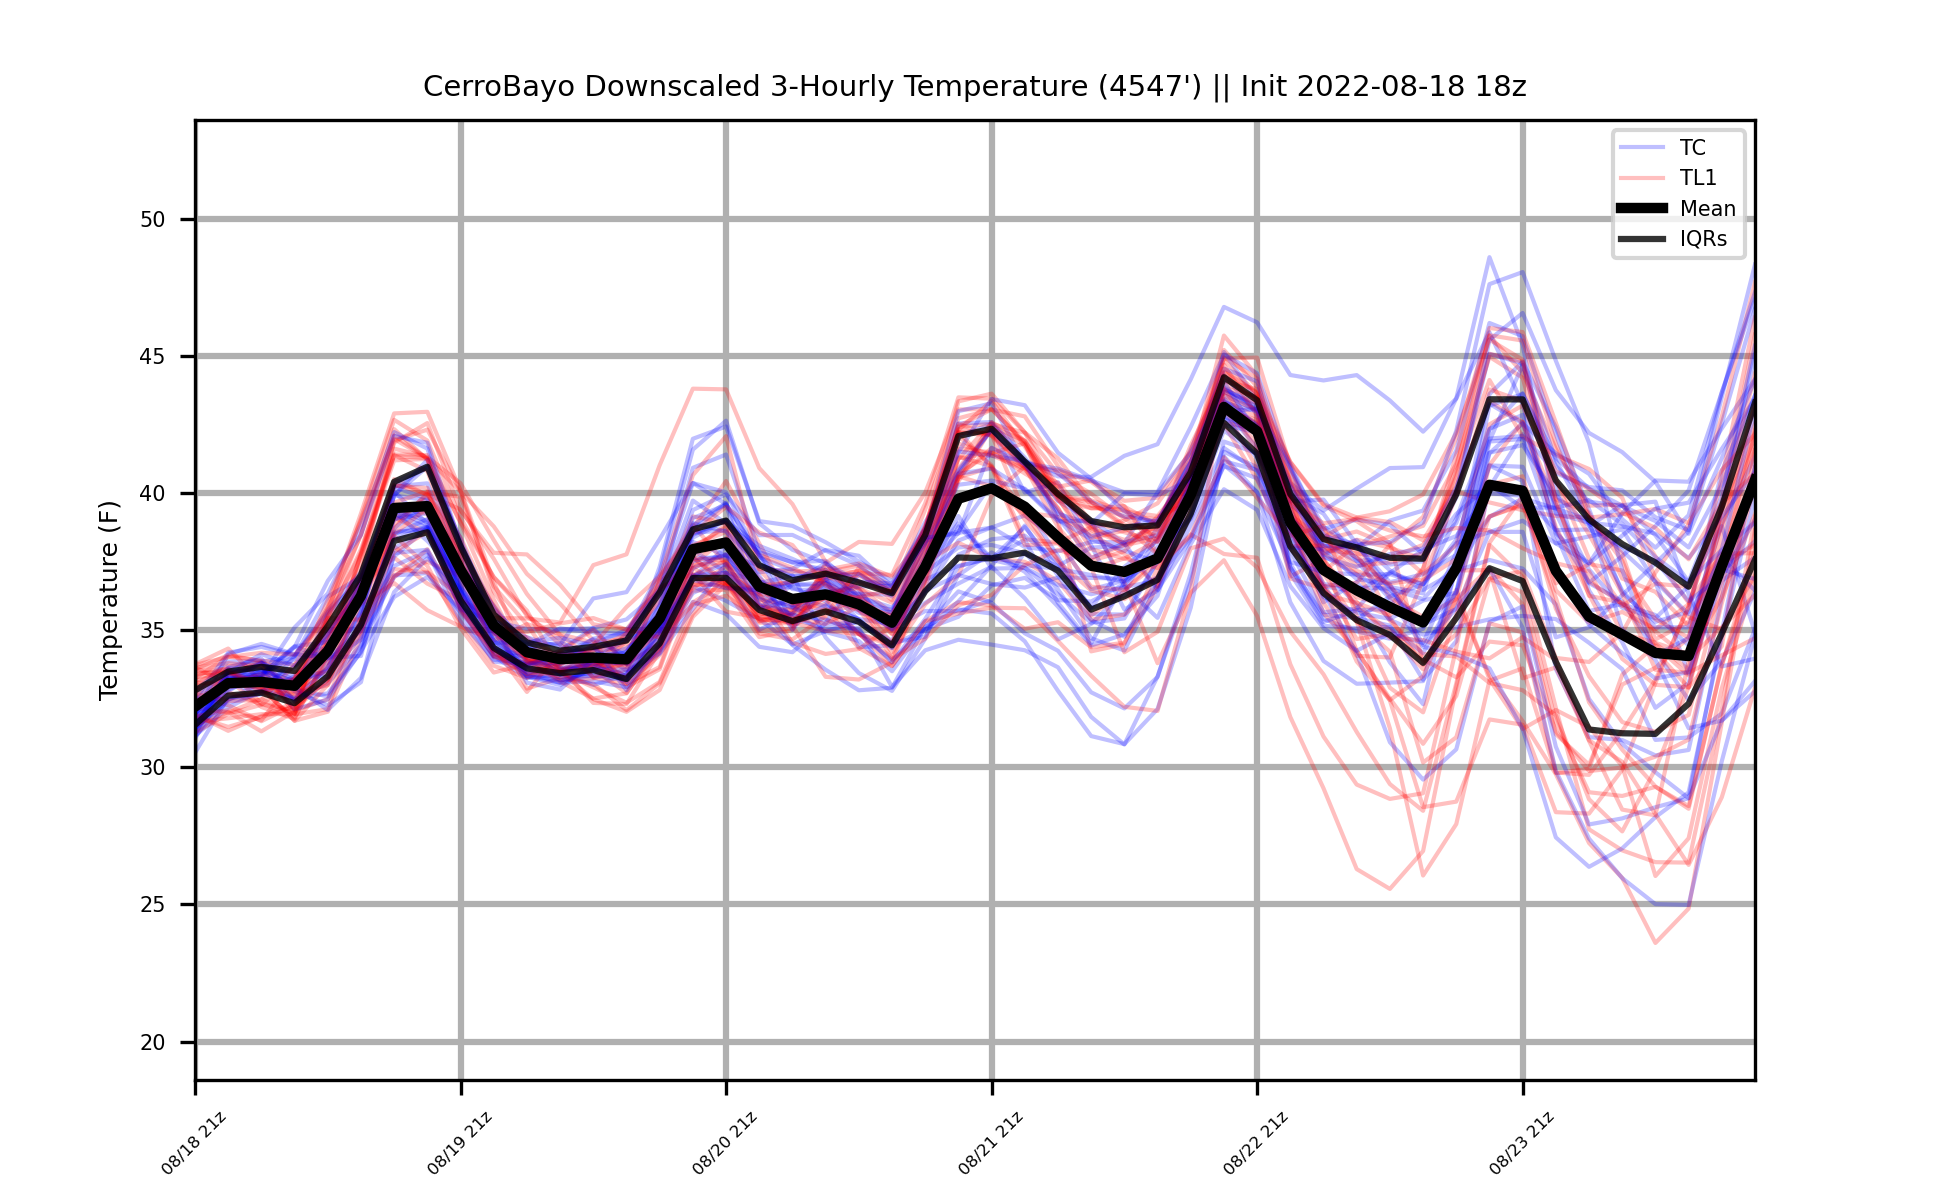 CerroBayo Downscaled 3-Hourly Temperature (4547') || Init 2022-08-18 18z
TC
TL1
Mean
IQRs
Temperature (F)
50
45
40
35
30
25
20
08/18 21z
08/19 21z
08/20 21z
08/21 21z
08/22 21z
08/23 21z